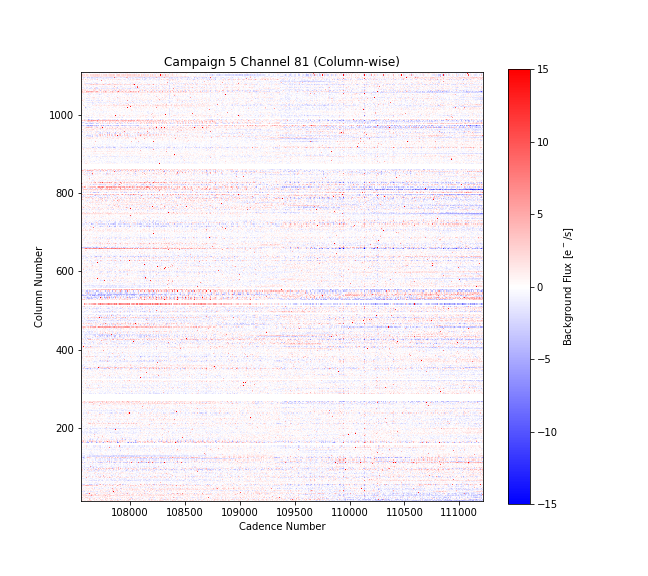 Campaign 5 Channel 81 (Column-wise)
1000
800
600
400
200
Column Number
108000 108500 109000 109500 110000 110500 111000
Cadence Number
15
10
5
0
−5
−10
−15
Background Flux [e⁻/s]